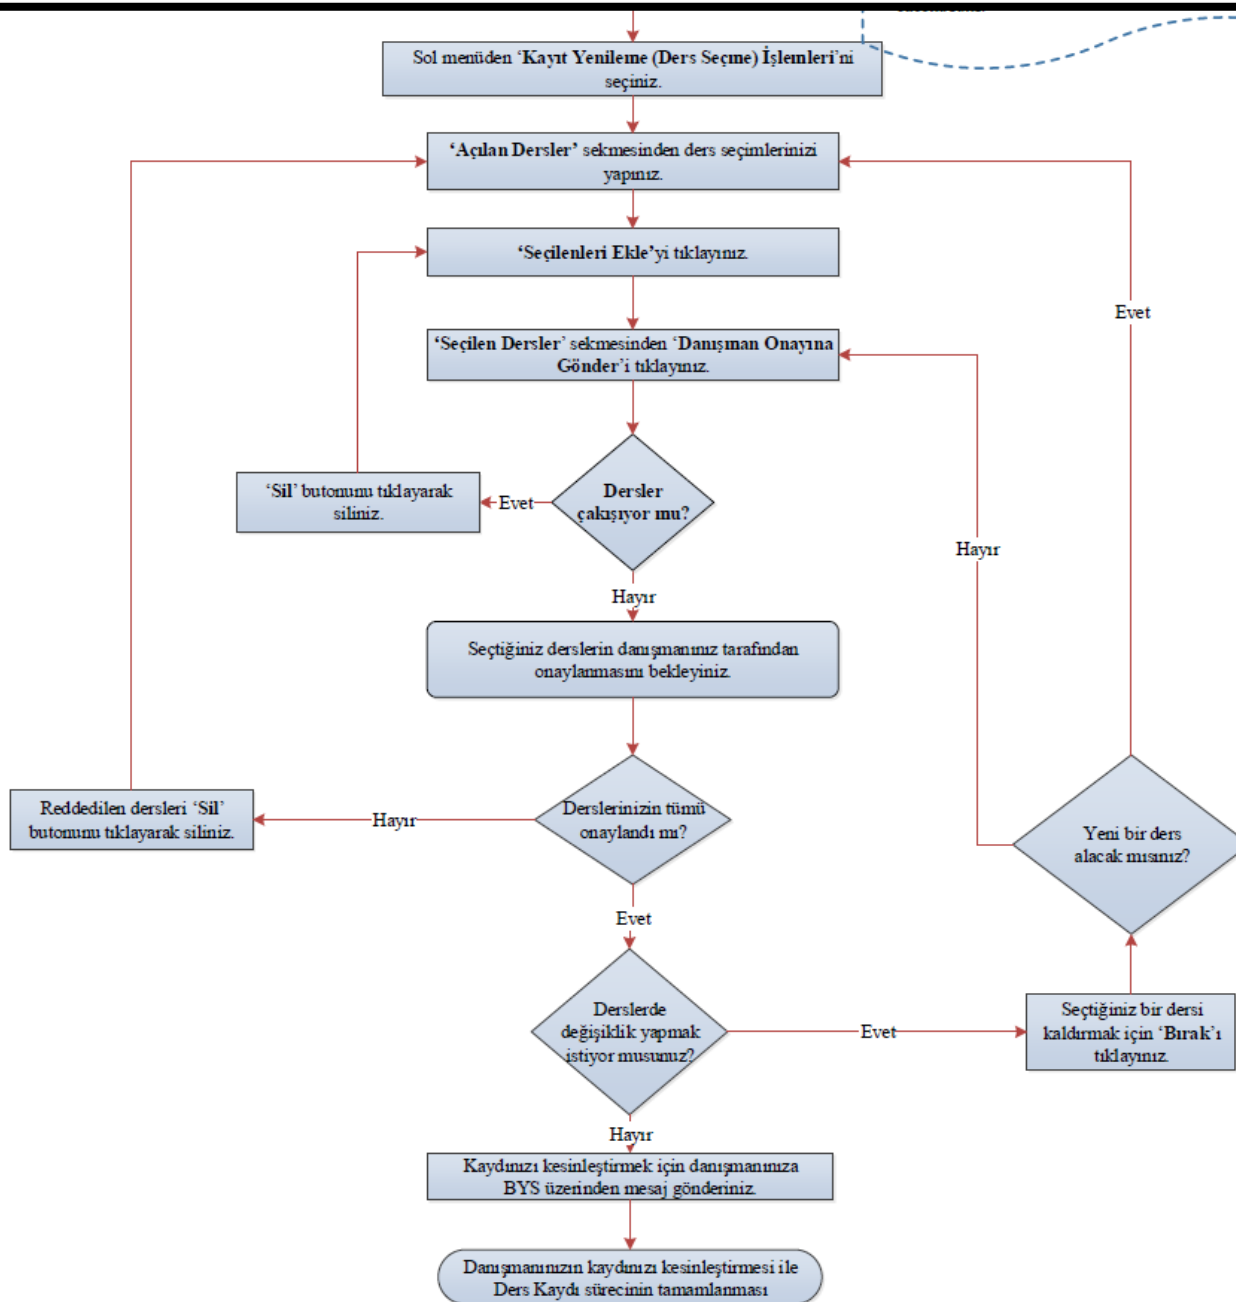 Sol menüden ‘Kayıt Yenileme (Ders Seçme) İşlemleri’ni
seçiniz.
‘Açılan Dersler’ sekmesinden ders seçimlerinizi
yapınız.
‘Seçilenleri Ekle’yi tıklayınız.
Evet
‘Seçilen Dersler’ sekmesinden ‘Danışman Onayına
Gönder’i tıklayınız.
‘Sil’ butonunu tıklayarak
siliniz.
Evet
Dersler
çakışıyor mu?
Hayır
Hayır
Seçtiğiniz derslerin danışmanınız tarafından
onaylanmasını bekleyiniz.
Reddedilen dersleri ‘Sil’
butonunu tıklayarak siliniz.
Hayır
Derslerinizin tümü
onaylandı mı?
Yeni bir ders
alacak mısınız?
Evet
Derslerde
değişiklik yapmak
istiyor musunuz?
Evet
Seçtiğiniz bir dersi
kaldırmak için ‘Bırak’ı
tıklayınız.
Hayır
Kaydınızı kesinleştirmek için danışmanınıza
BYS üzerinden mesaj gönderiniz.
Danışmanınızın kaydınızı kesinleştirmesi ile
Ders Kaydı sürecinin tamamlanması